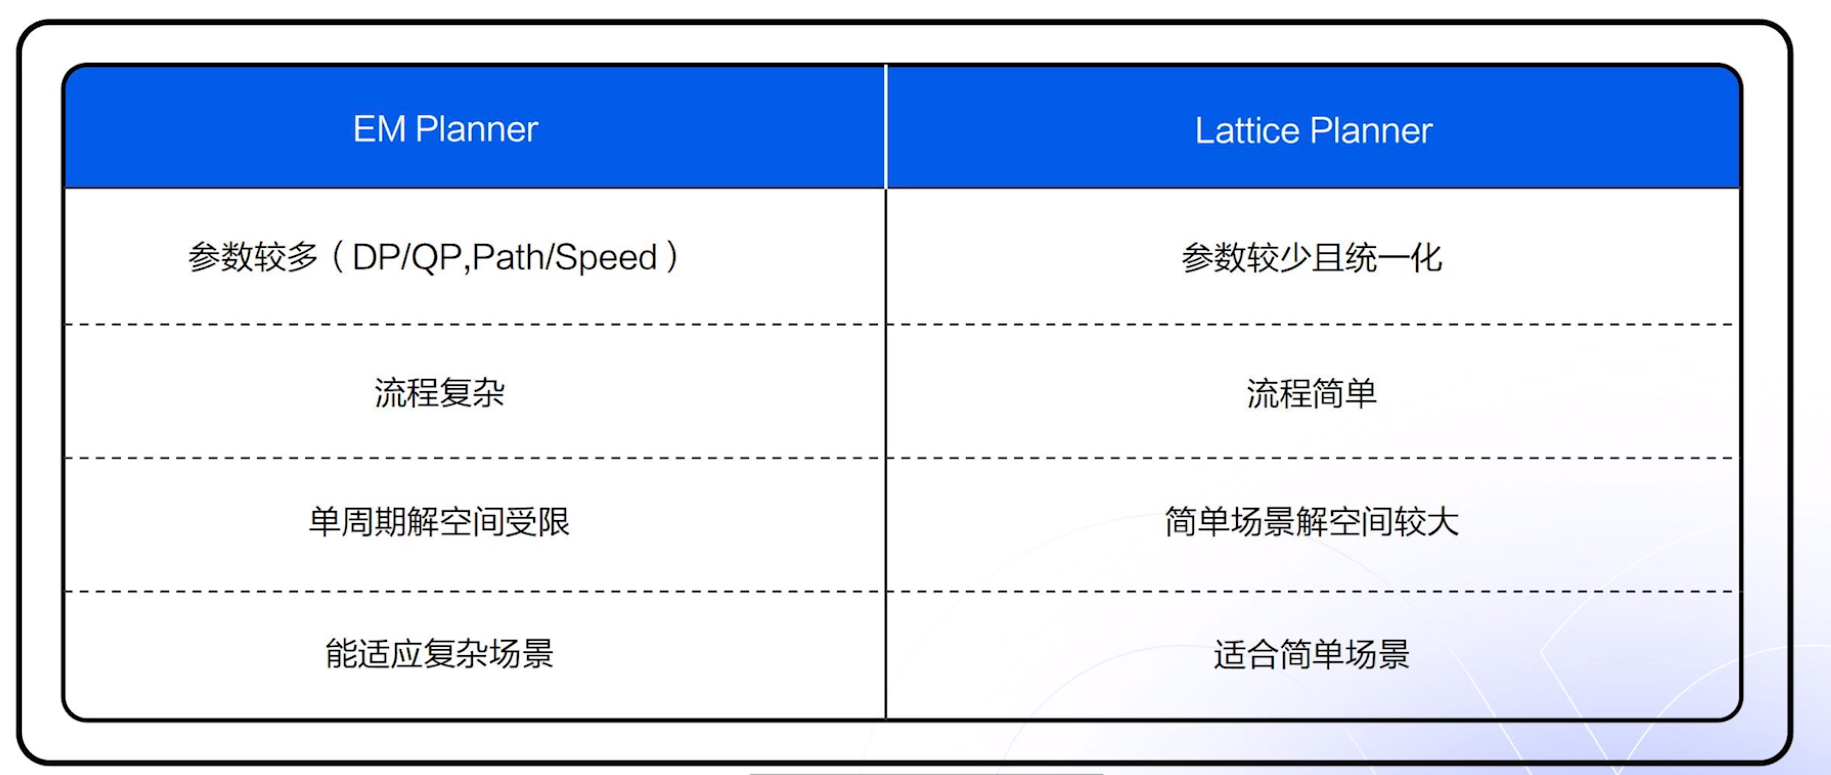 EM Planner
Lattice Planner
参数较多（DP/QP,Path/Speed）
参数较少且统一化
流程复杂
流程简单
单周期解空间受限
简单场景解空间较大
能适应复杂场景
适合简单场景